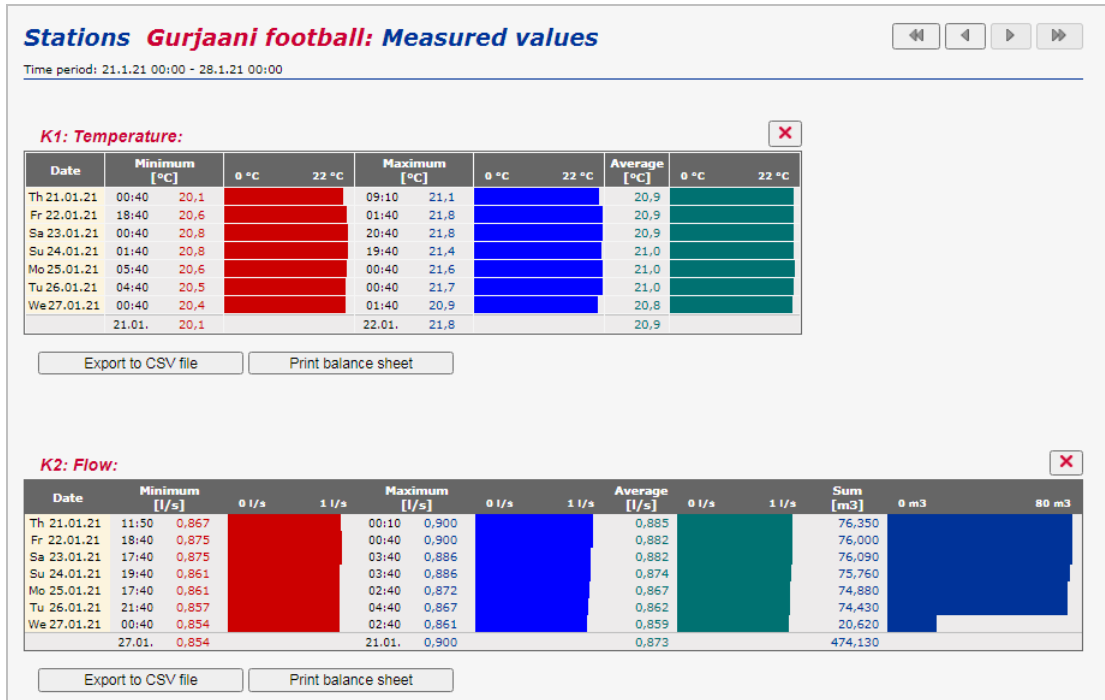 Stations Gurjaani football: Measured values
Time period: 21.1.21 00:00 - 28.1.21 00:00
K1: Temperature:
Date Minimum [°C] 0 °C 22 °C Maximum [°C] 0 °C 22 °C Average [°C] 0 °C 22 °C
Th 21.01.21 00:40 20,1 09:10 21,1 20,9
Fr 22.01.21 18:40 20,6 01:40 21,8 20,9
Sa 23.01.21 00:40 20,8 20:40 21,8 20,9
Su 24.01.21 01:40 20,8 19:40 21,4 21,0
Mo 25.01.21 05:40 20,6 00:40 21,6 21,0
Tu 26.01.21 04:40 20,5 00:40 21,7 21,0
We 27.01.21 00:40 20,4 01:40 20,9 20,8
21.01. 20,1 22.01. 21,8 20,9
Export to CSV file Print balance sheet
K2: Flow:
Date Minimum [l/s] 0 l/s 1 l/s Maximum [l/s] 0 l/s 1 l/s Average [l/s] 0 l/s 1 l/s Sum [m3] 0 m3 80 m3
Th 21.01.21 11:50 0,867 00:10 0,900 0,885 76,350
Fr 22.01.21 18:40 0,875 00:40 0,900 0,882 76,000
Sa 23.01.21 17:40 0,875 03:40 0,886 0,882 76,090
Su 24.01.21 19:40 0,861 03:40 0,886 0,874 75,760
Mo 25.01.21 17:40 0,861 02:40 0,872 0,867 74,880
Tu 26.01.21 21:40 0,857 04:40 0,867 0,862 74,430
We 27.01.21 00:40 0,854 02:40 0,861 0,859 20,620
27.01. 0,854 21.01. 0,900 0,873 474,130
Export to CSV file Print balance sheet